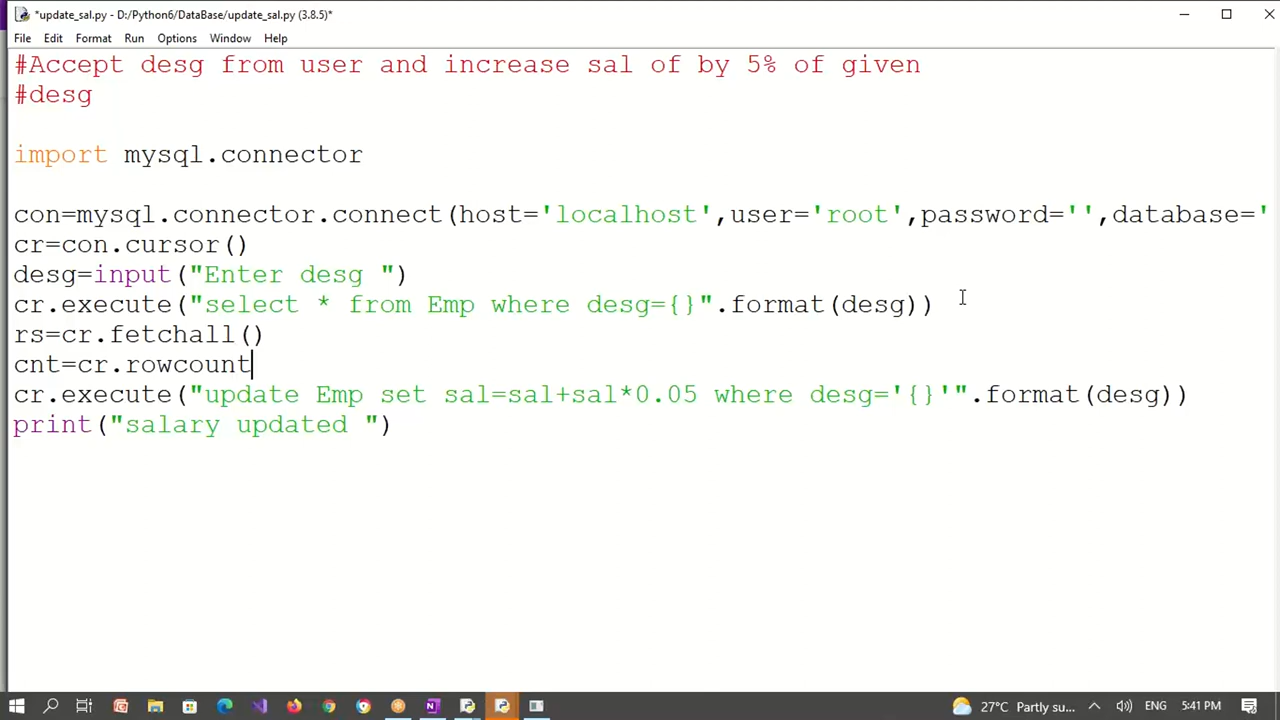 *update_sal.py - D:/Python6/DataBase/update_sal.py (3.8.5)*
File Edit Format Run Options Window Help
#Accept desg from user and increase sal of by 5% of given
#desg
import mysql.connector
con=mysql.connector.connect(host='localhost',user='root',password='',database='
cr=con.cursor()
desg=input("Enter desg ")
cr.execute("select * from Emp where desg={}".format(desg))
rs=cr.fetchall()
cnt=cr.rowcount
cr.execute("update Emp set sal=sal+sal*0.05 where desg='{}'".format(desg))
print("salary updated ")
27°C Partly su... ENG 5:41 PM